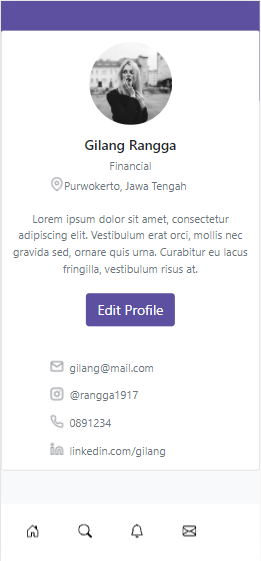 Gilang Rangga
Financial
Purwokerto, Jawa Tengah
Lorem ipsum dolor sit amet, consectetur
adipiscing elit. Vestibulum erat orci, mollis nec
gravida sed, ornare quis urna. Curabitur eu lacus
fringilla, vestibulum risus at.
Edit Profile
gilang@mail.com
@rangga1917
0891234
linkedin.com/gilang